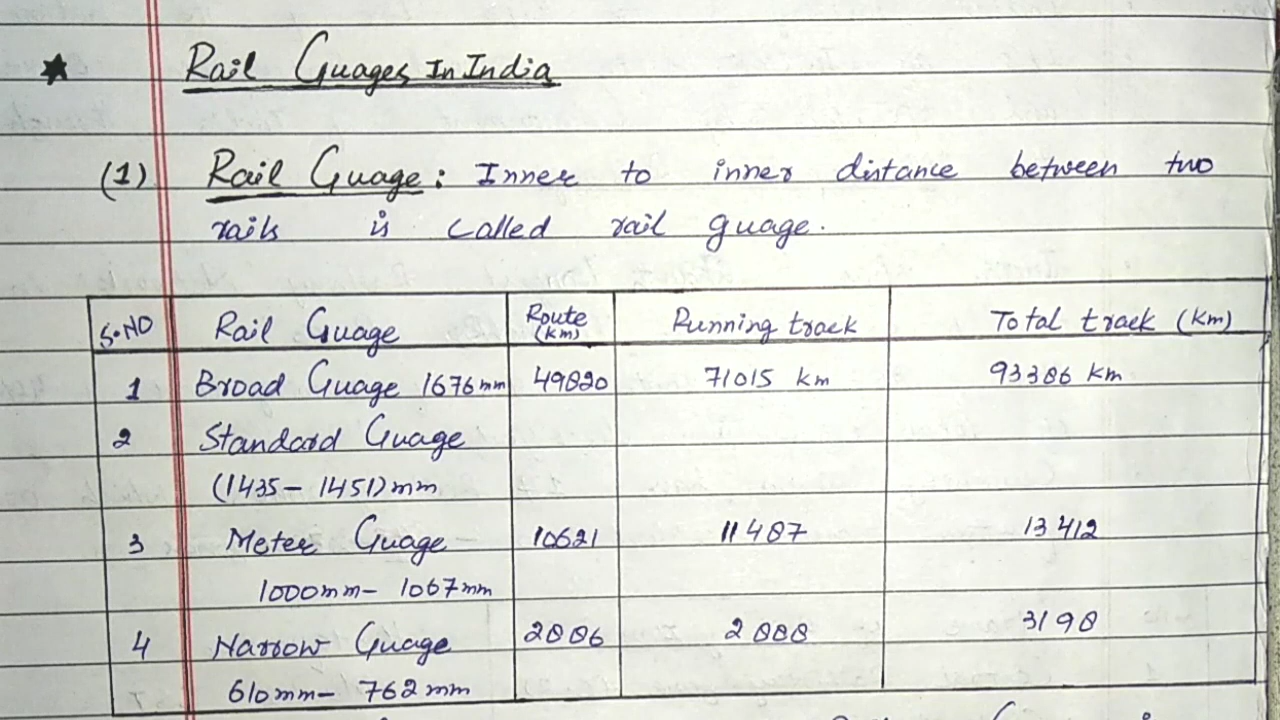 ★ Rail Guages In India
(1) Rail Guage: Inner to inner distance between two
rails is called rail guage.
S.NO Rail Guage Route (km) Running track Total track (km)
1 Broad Guage 1676mm 49820 71015 km 93386 km
2 Standard Guage
(1435 – 1451) mm
3 Meter Guage 10621 11487 13412
1000mm – 1067mm
4 Narrow Guage 2886 2888 3198
610mm – 762mm